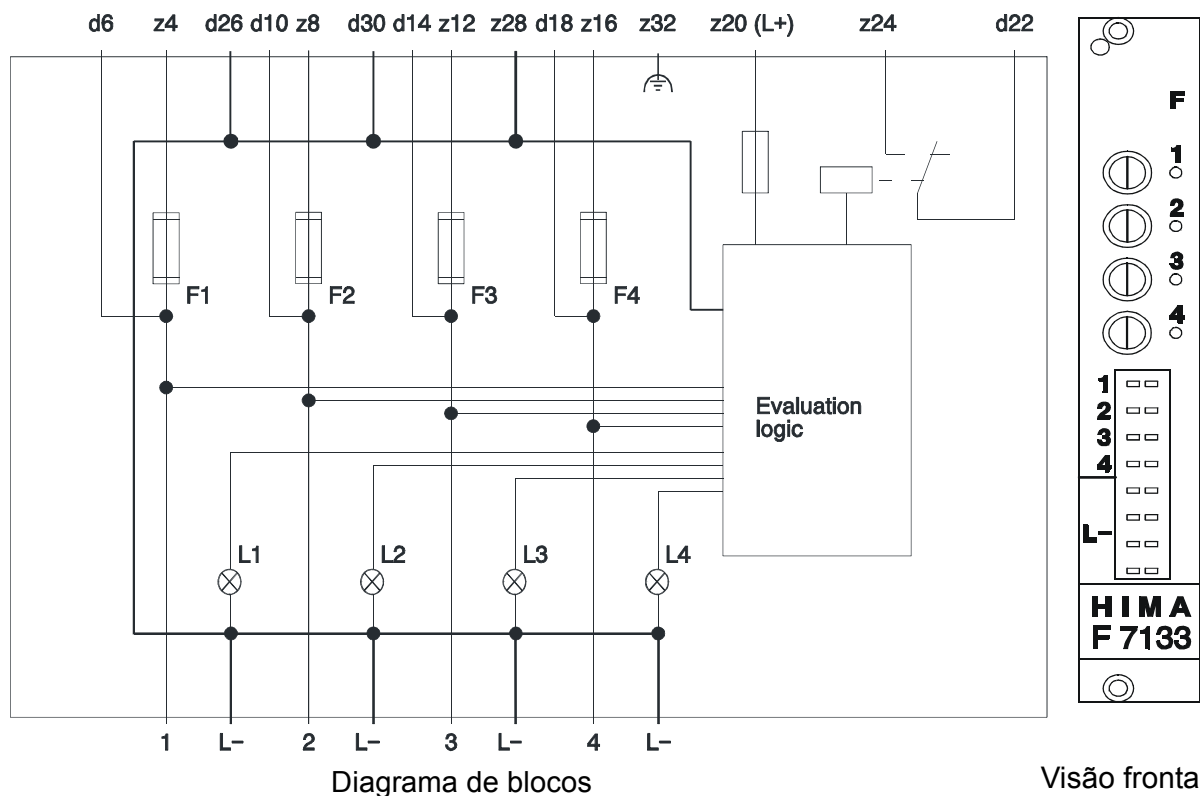 d6 z4 d26 d10 z8 d30 d14 z12 z28 d18 z16 z32 z20 (L+) z24 d22
F1 F2 F3 F4
Evaluation
logic
L1 L2 L3 L4
1 L– 2 L– 3 L– 4 L–
Diagrama de blocos
F
1
2
3
4
1
2
3
4
L–
HIMA
F 7133
Visão fronta